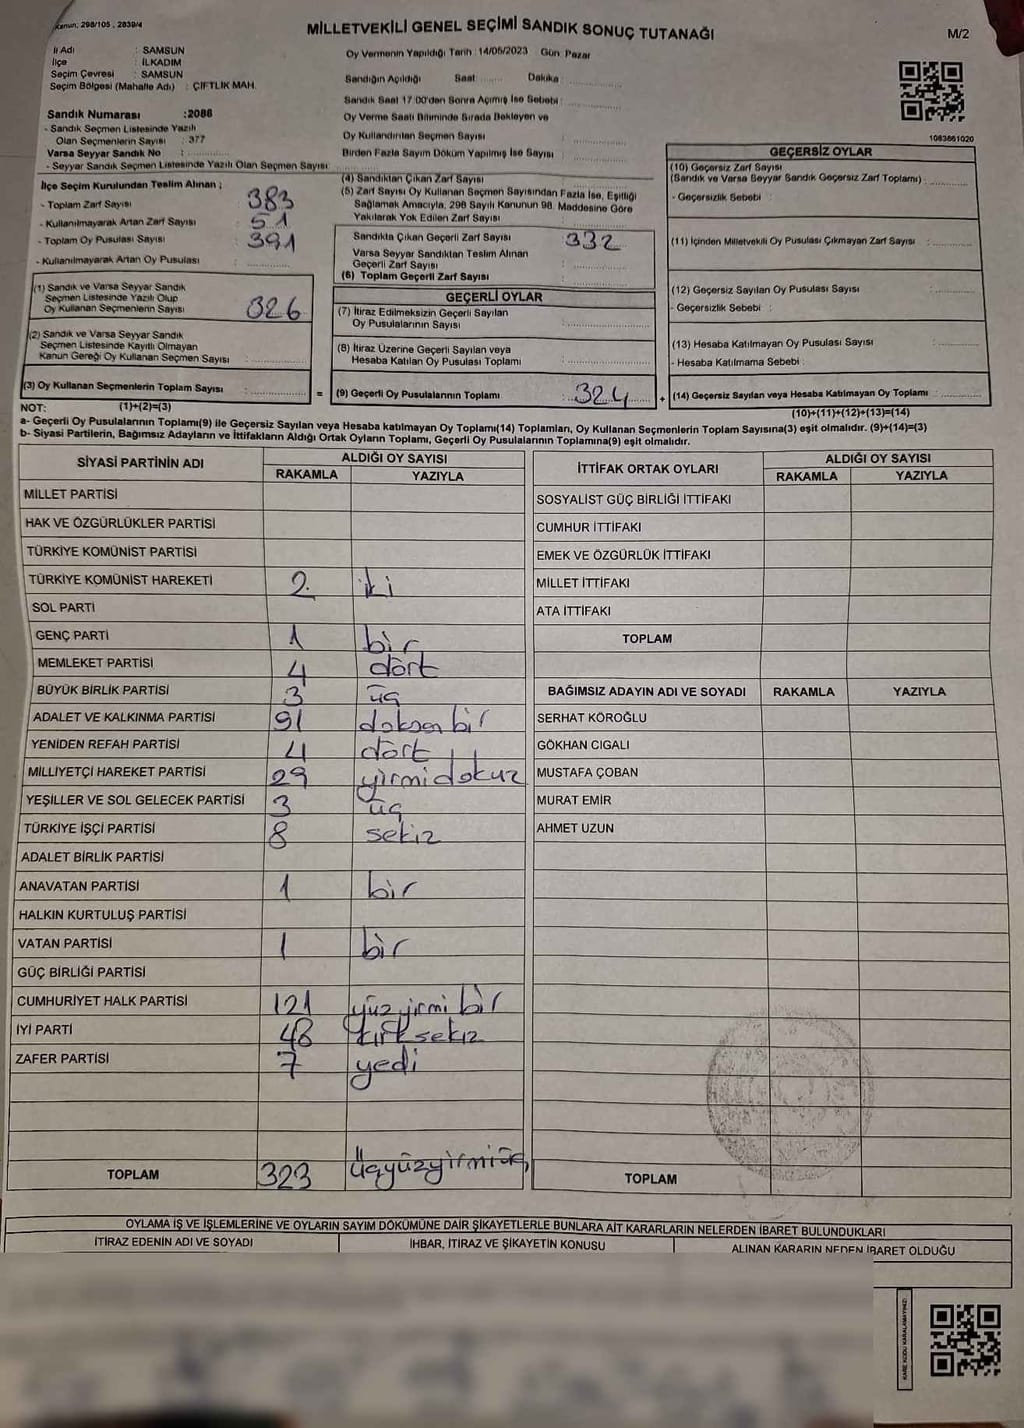 Kanun: 298/105 , 2839/4
MİLLETVEKİLİ GENEL SEÇİMİ SANDIK SONUÇ TUTANAĞI
M/2
İl Adı : SAMSUN
İlçe : İLKADIM
Seçim Çevresi : SAMSUN
Seçim Bölgesi (Mahalle Adı) : ÇİFTLİK MAH.
Oy Vermenin Yapıldığı Tarih : 14/05/2023 Gün : Pazar
Sandığın Açıldığı Saat ....... Dakika .......
Sandık Saat 17:00'den Sonra Açılmış İse Sebebi :
Oy Verme Saati Bitiminde Sırada Bekleyen ve
Oy Kullandırılan Seçmen Sayısı
Birden Fazla Sayım Döküm Yapılmış İse Sayısı
1083661020
Sandık Numarası :2086
- Sandık Seçmen Listesinde Yazılı
Olan Seçmenlerin Sayısı : 377
Varsa Seyyar Sandık No :
- Seyyar Sandık Seçmen Listesinde Yazılı Olan Seçmen Sayısı
İlçe Seçim Kurulundan Teslim Alınan ;
- Toplam Zarf Sayısı : 383
- Kullanılmayarak Artan Zarf Sayısı : 51
- Toplam Oy Pusulası Sayısı : 391
- Kullanılmayarak Artan Oy Pusulası :
(1) Sandık ve Varsa Seyyar Sandık
Seçmen Listesinde Yazılı Olup
Oy Kullanan Seçmenlerin Sayısı : 326
(2) Sandık ve Varsa Seyyar Sandık
Seçmen Listesinde Kayıtlı Olmayan
Kanun Gereği Oy Kullanan Seçmen Sayısı :
(3) Oy Kullanan Seçmenlerin Toplam Sayısı :
(1)+(2)=(3)
(4) Sandıktan Çıkan Zarf Sayısı
(5) Zarf Sayısı Oy Kullanan Seçmen Sayısından Fazla İse, Eşitliği
Sağlamak Amacıyla, 298 Sayılı Kanunun 98. Maddesine Göre
Yakılarak Yok Edilen Zarf Sayısı
Sandıkta Çıkan Geçerli Zarf Sayısı 332
Varsa Seyyar Sandıktan Teslim Alınan
Geçerli Zarf Sayısı
(6) Toplam Geçerli Zarf Sayısı
GEÇERLİ OYLAR
(7) İtiraz Edilmeksizin Geçerli Sayılan
Oy Pusulalarının Sayısı
(8) İtiraz Üzerine Geçerli Sayılan veya
Hesaba Katılan Oy Pusulası Toplamı
= (9) Geçerli Oy Pusulalarının Toplamı : 324 +
GEÇERSİZ OYLAR
(10) Geçersiz Zarf Sayısı
(Sandık ve Varsa Seyyar Sandık Geçersiz Zarf Toplamı) :
- Geçersizlik Sebebi :
(11) İçinden Milletvekili Oy Pusulası Çıkmayan Zarf Sayısı :
(12) Geçersiz Sayılan Oy Pusulası Sayısı :
- Geçersizlik Sebebi :
(13) Hesaba Katılmayan Oy Pusulası Sayısı :
- Hesaba Katılmama Sebebi :
(14) Geçersiz Sayılan veya Hesaba Katılmayan Oy Toplamı :
(10)+(11)+(12)+(13)=(14)
NOT:
a- Geçerli Oy Pusulalarının Toplamı(9) ile Geçersiz Sayılan veya Hesaba katılmayan Oy Toplamı(14) Toplamları, Oy Kullanan Seçmenlerin Toplam Sayısına(3) eşit olmalıdır. (9)+(14)=(3)
b- Siyasi Partilerin, Bağımsız Adayların ve İttifakların Aldığı Ortak Oyların Toplamı, Geçerli Oy Pusulalarının Toplamına(9) eşit olmalıdır.
SİYASİ PARTİNİN ADI ALDIĞI OY SAYISI
RAKAMLA YAZIYLA
MİLLET PARTİSİ
HAK VE ÖZGÜRLÜKLER PARTİSİ
TÜRKİYE KOMÜNİST PARTİSİ
TÜRKİYE KOMÜNİST HAREKETİ 2 iki
SOL PARTİ
GENÇ PARTİ 1 bir
MEMLEKET PARTİSİ 4 dört
BÜYÜK BİRLİK PARTİSİ 3 üç
ADALET VE KALKINMA PARTİSİ 91 doksan bir
YENİDEN REFAH PARTİSİ 4 dört
MİLLİYETÇİ HAREKET PARTİSİ 29 yirmidokuz
YEŞİLLER VE SOL GELECEK PARTİSİ 3 üç
TÜRKİYE İŞÇİ PARTİSİ 8 sekiz
ADALET BİRLİK PARTİSİ
ANAVATAN PARTİSİ 1 bir
HALKIN KURTULUŞ PARTİSİ
VATAN PARTİSİ 1 bir
GÜÇ BİRLİĞİ PARTİSİ
CUMHURİYET HALK PARTİSİ 121 yüz yirmi bir
İYİ PARTİ 48 kırk sekiz
ZAFER PARTİSİ 7 yedi
TOPLAM 323 Üçyüzyirmiüç
İTTİFAK ORTAK OYLARI ALDIĞI OY SAYISI
RAKAMLA YAZIYLA
SOSYALİST GÜÇ BİRLİĞİ İTTİFAKI
CUMHUR İTTİFAKI
EMEK VE ÖZGÜRLÜK İTTİFAKI
MİLLET İTTİFAKI
ATA İTTİFAKI
TOPLAM
BAĞIMSIZ ADAYIN ADI VE SOYADI RAKAMLA YAZIYLA
SERHAT KÖROĞLU
GÖKHAN CIGALI
MUSTAFA ÇOBAN
MURAT EMİR
AHMET UZUN
TOPLAM
OYLAMA İŞ VE İŞLEMLERİNE VE OYLARIN SAYIM DÖKÜMÜNE DAİR ŞİKAYETLERLE BUNLARA AİT KARARLARIN NELERDEN İBARET BULUNDUKLARI
İTİRAZ EDENİN ADI VE SOYADI İHBAR, İTİRAZ VE ŞİKAYETİN KONUSU ALINAN KARARIN NEDEN İBARET OLDUĞU
KARE KODU KARALAMAYINIZ!